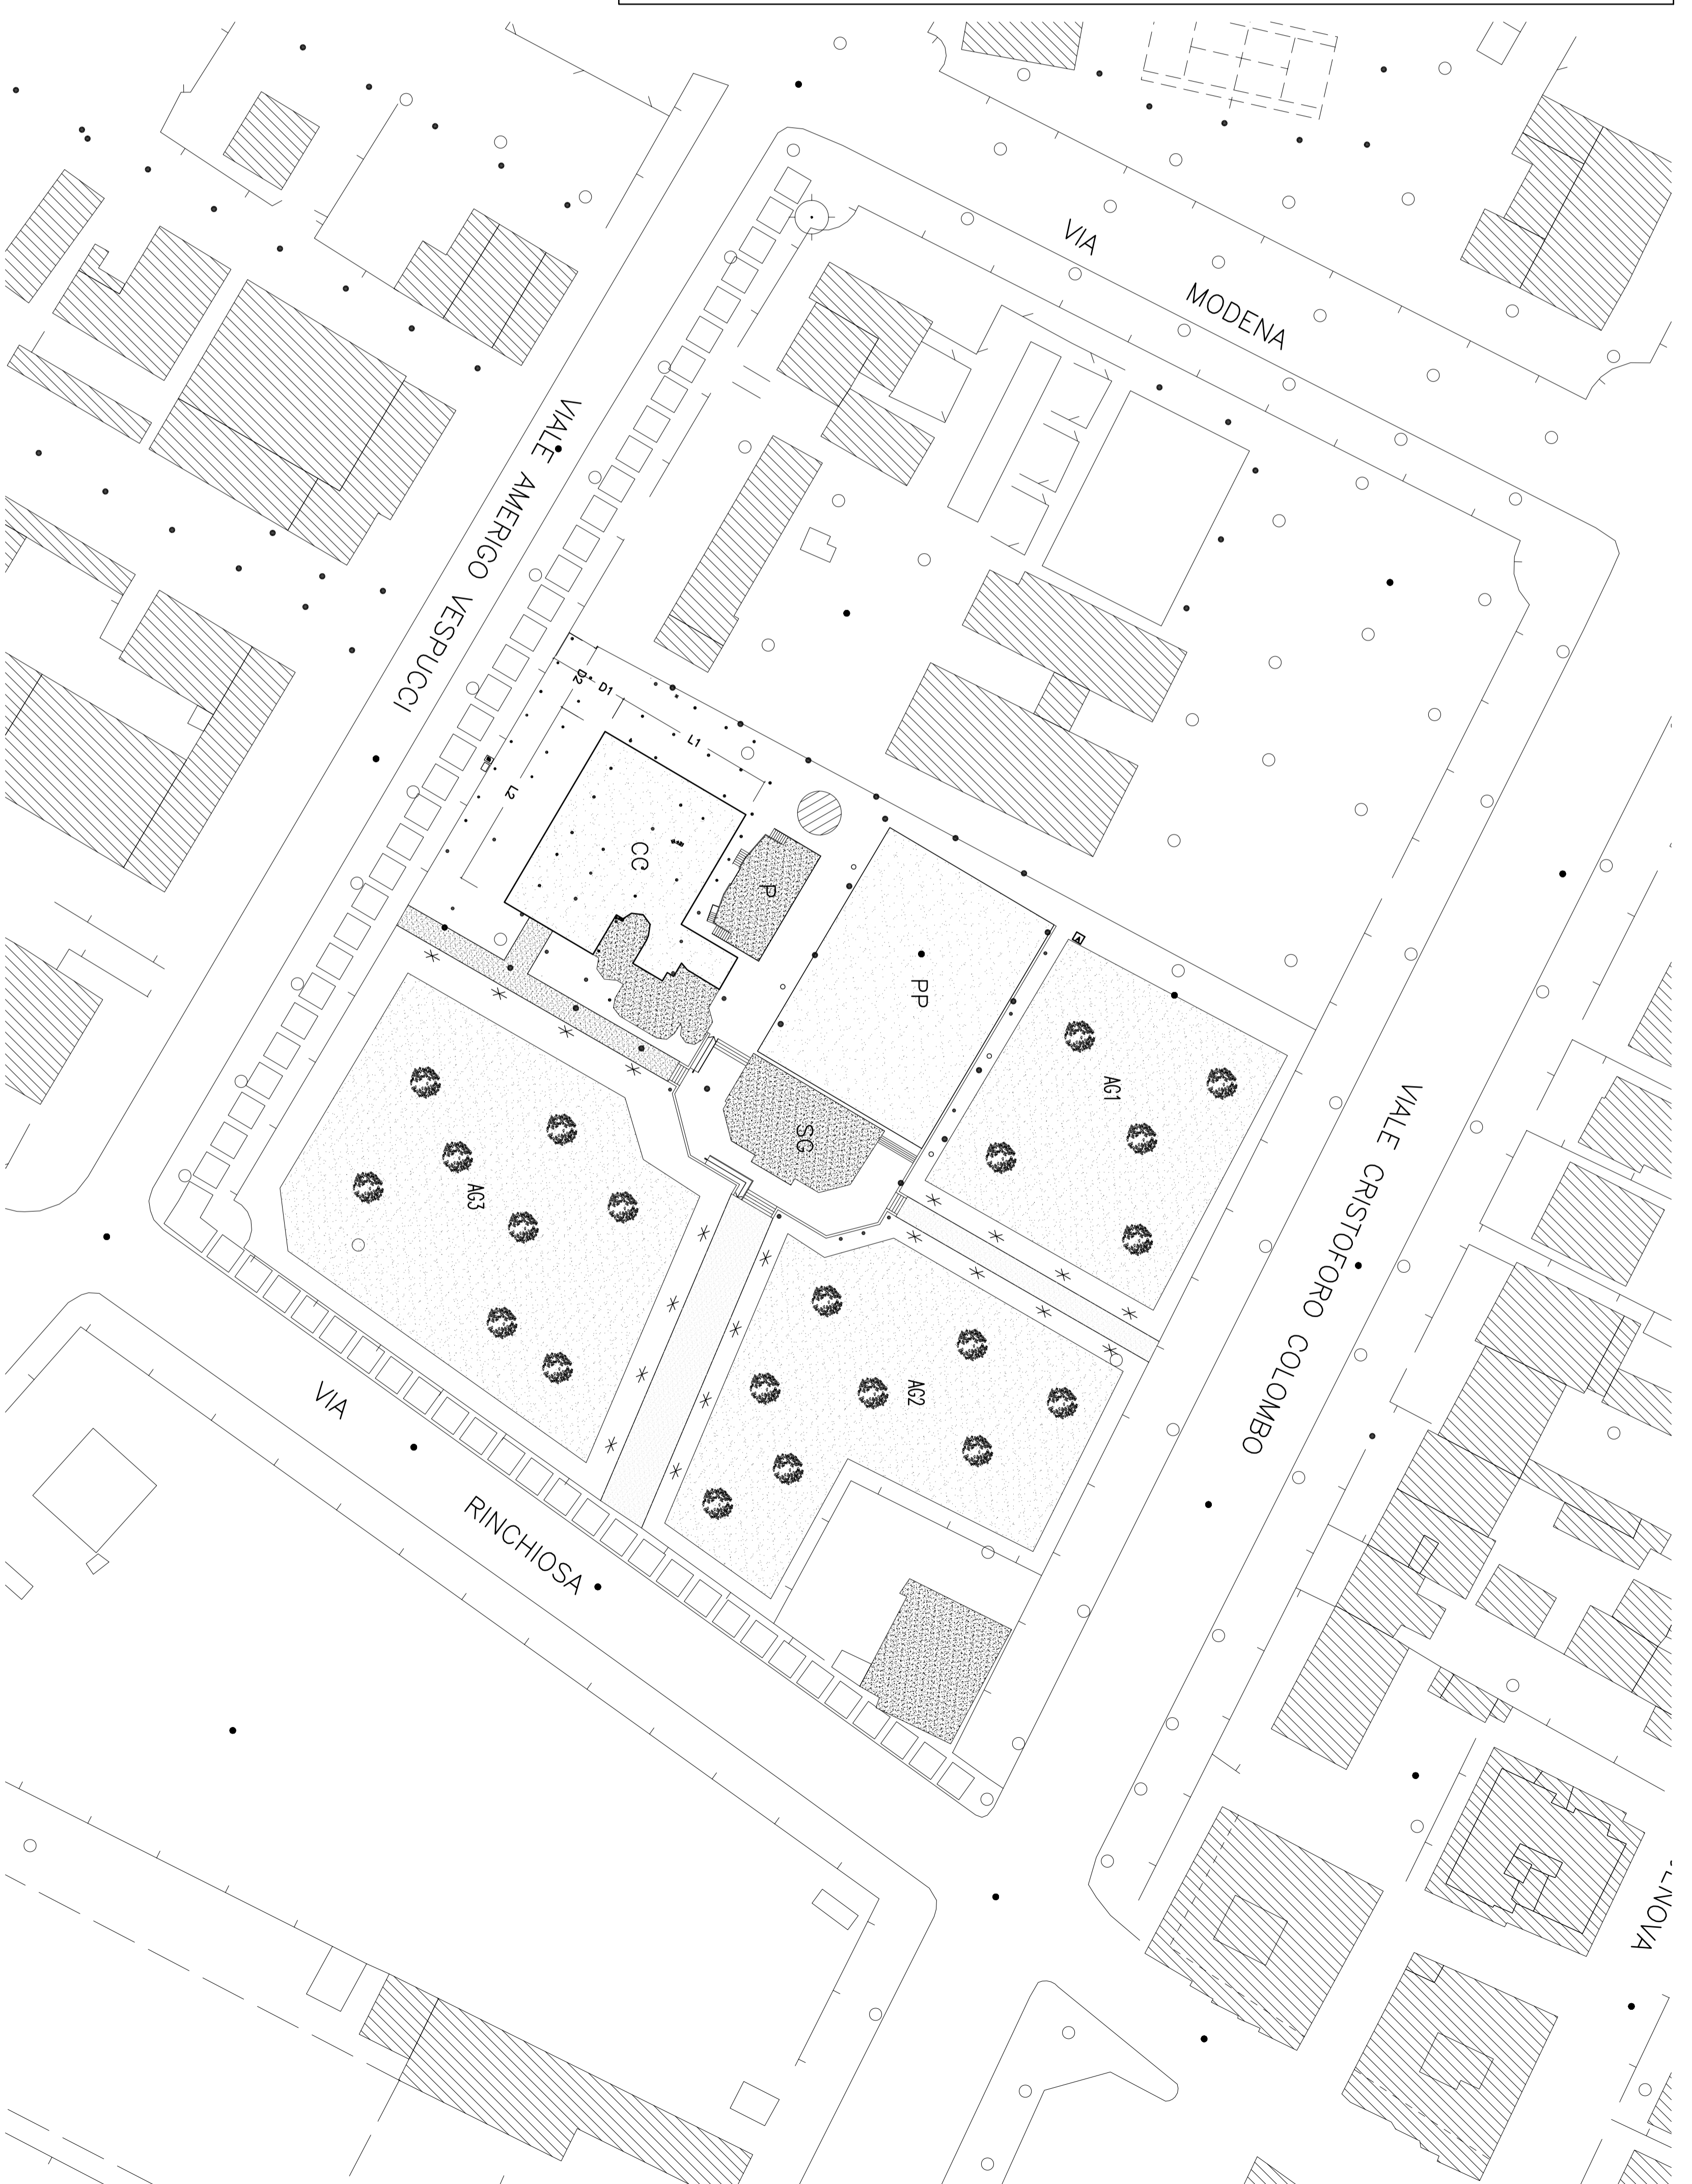 VIA
MODENA
VIALE AMERIGO VESPUCCI
D2
D1
L1
L2
CC
P
PP
AG1
SG
VIALE CRISTOFORO COLOMBO
AG3
AG2
VIA
RINCHIOSA